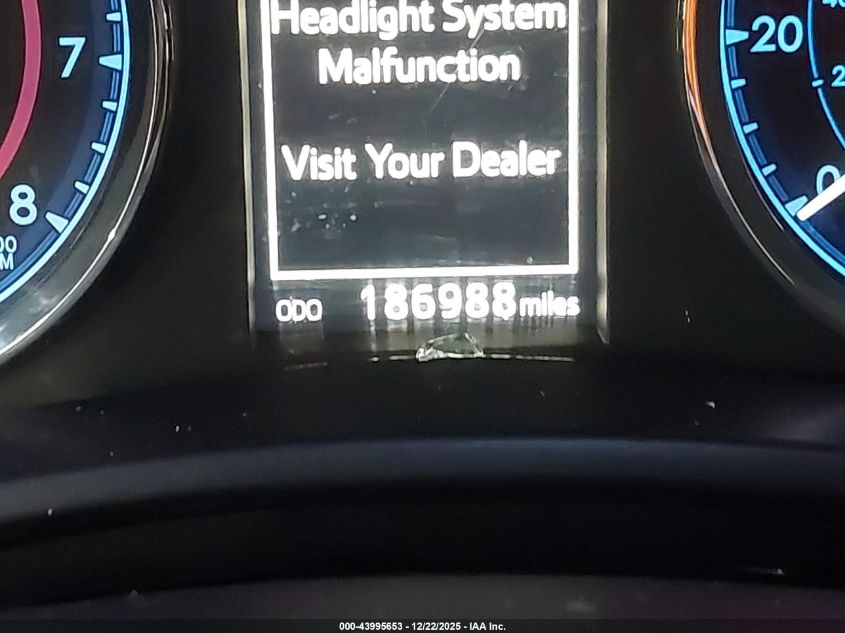 Headlight System
Malfunction
Visit Your Dealer
ODO 186988 miles
7
8
20
0
000-43995653 - 12/22/2025 - IAA Inc.